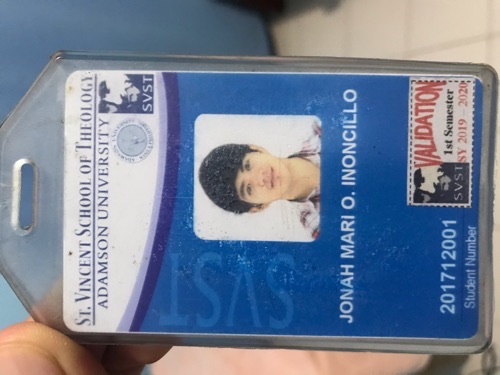 ST. VINCENT SCHOOL OF THEOLOGY
ADAMSON UNIVERSITY
SVST
SVST
JONAH MARI O. INONCILLO
VALIDATION
1st Semester
SY 2019 - 2020
SVST
201712001
Student Number